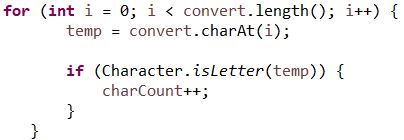 for (int i = 0; i < convert.length(); i++) {
temp = convert.charAt(i);
if (Character.isLetter(temp)) {
charCount++;
}
}